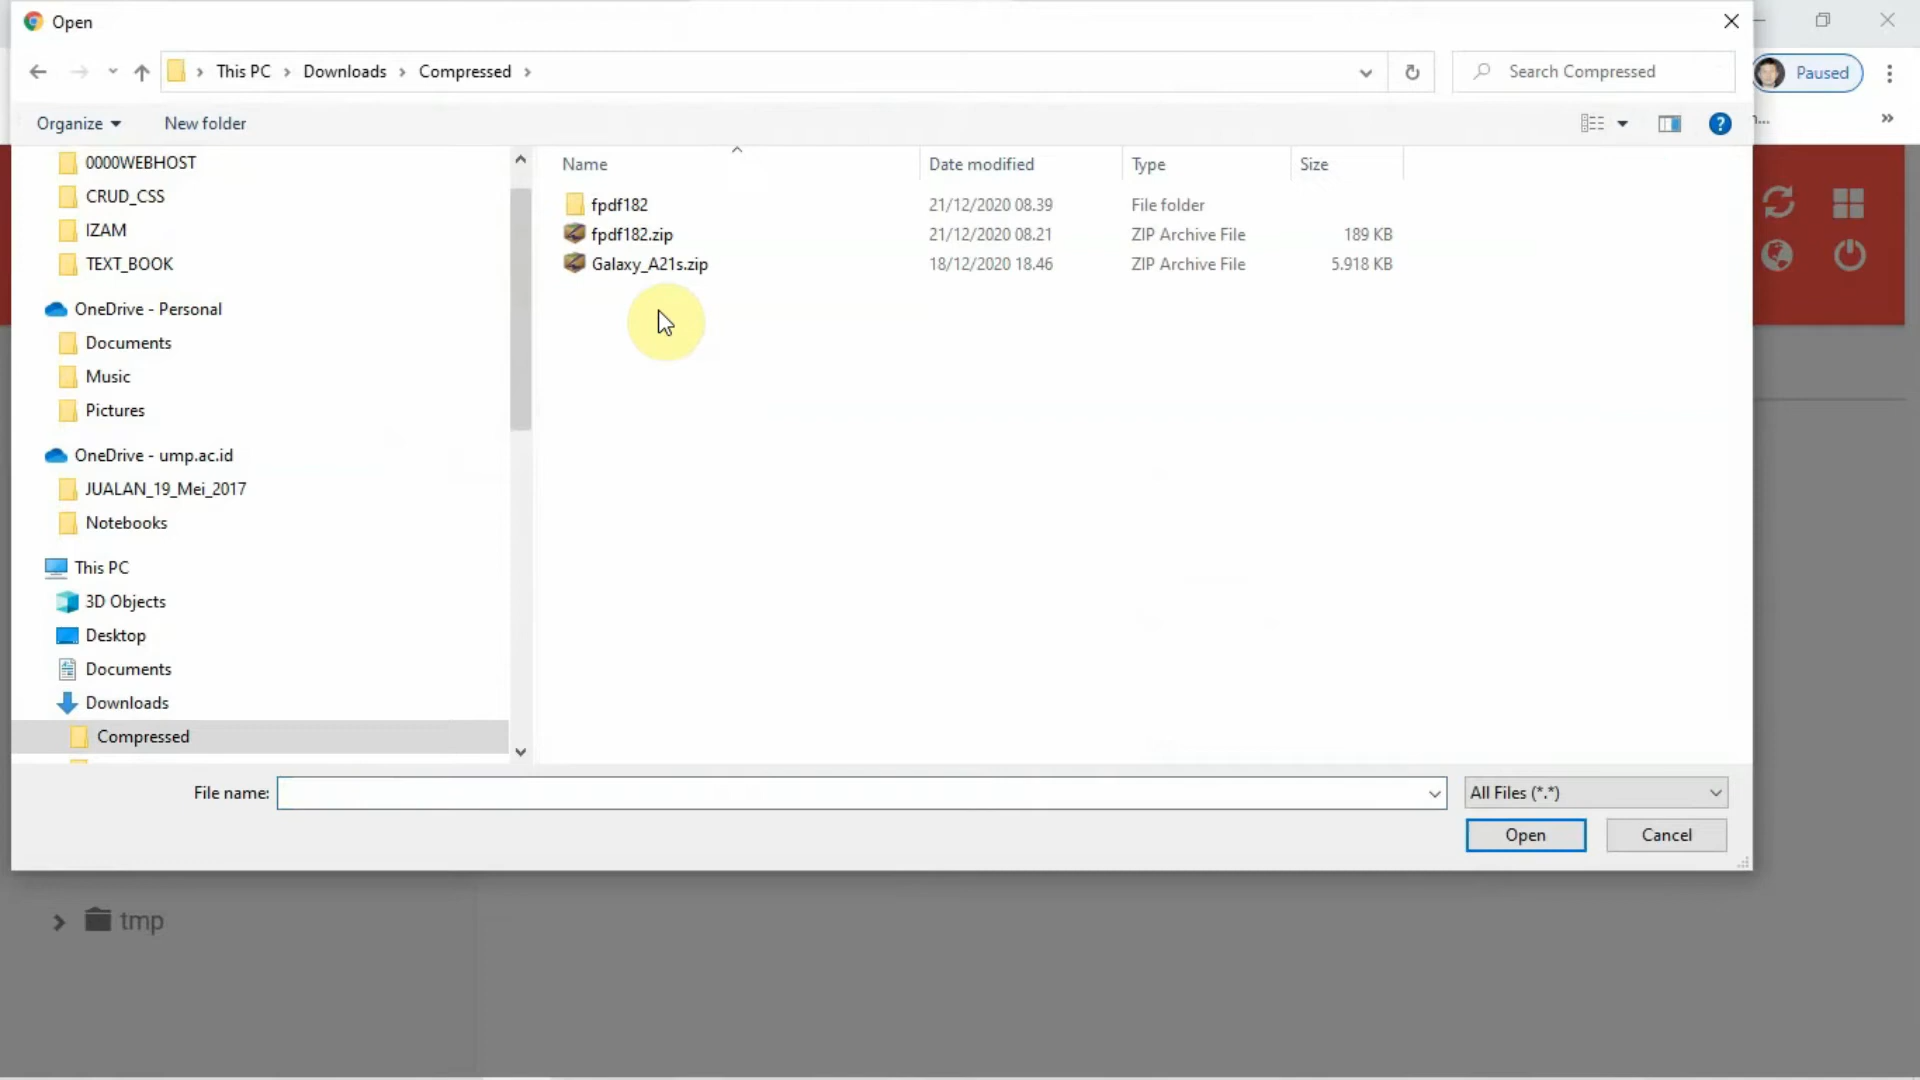 Open
This PC > Downloads > Compressed >
Search Compressed
Paused
Organize
New folder
0000WEBHOST
CRUD_CSS
IZAM
TEXT_BOOK
OneDrive - Personal
Documents
Music
Pictures
OneDrive - ump.ac.id
JUALAN_19_Mei_2017
Notebooks
This PC
3D Objects
Desktop
Documents
Downloads
Compressed
Name Date modified Type Size
fpdf182 21/12/2020 08.39 File folder
fpdf182.zip 21/12/2020 08.21 ZIP Archive File 189 KB
Galaxy_A21s.zip 18/12/2020 18.46 ZIP Archive File 5.918 KB
File name:
All Files (*.*)
Open
Cancel
tmp